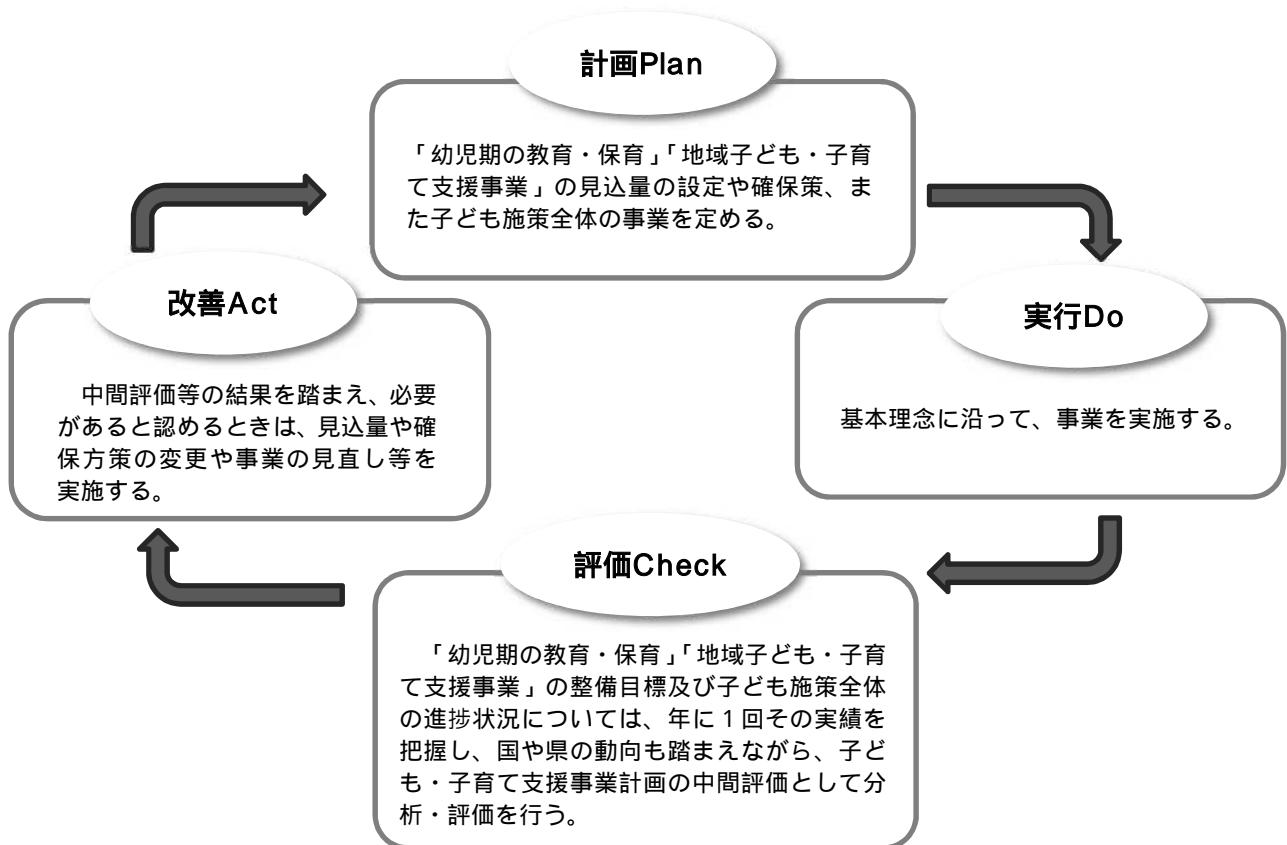 計画Plan
「幼児期の教育・保育」「地域子ども・子育
て支援事業」の見込量の設定や確保策、ま
た子ども施策全体の事業を定める。
改善Act
中間評価等の結果を踏まえ、必要
があると認めるときは、見込量や確
保方策の変更や事業の見直し等を
実施する。
実行Do
基本理念に沿って、事業を実施する。
評価Check
「幼児期の教育・保育」「地域子ども・子育
て支援事業」の整備目標及び子ども施策全体
の進捗状況については、年に1回その実績を
把握し、国や県の動向も踏まえながら、子ど
も・子育て支援事業計画の中間評価として分
析・評価を行う。